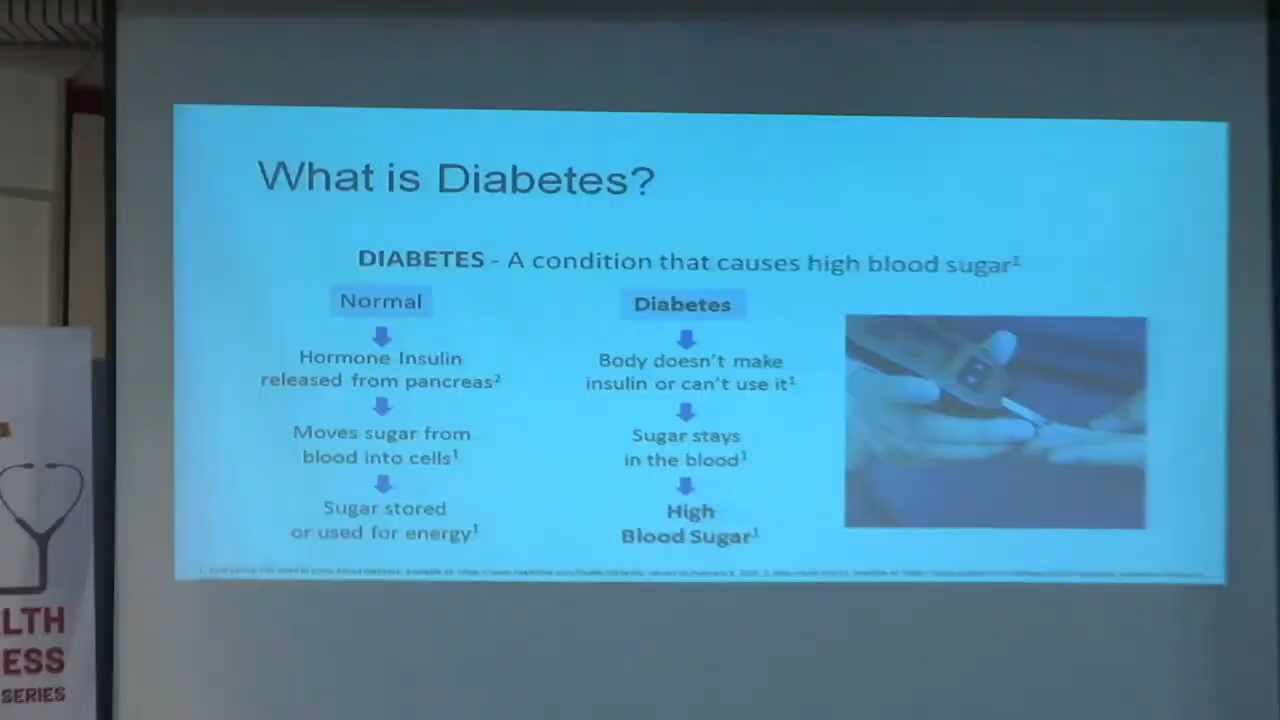 What is Diabetes?
DIABETES - A condition that causes high blood sugar¹
Normal
Hormone Insulin
released from pancreas²
Moves sugar from
blood into cells¹
Sugar stored
or used for energy¹
Diabetes
Body doesn't make
insulin or can't use it¹
Sugar stays
in the blood¹
High
Blood Sugar¹
LTH
ESS
SERIES